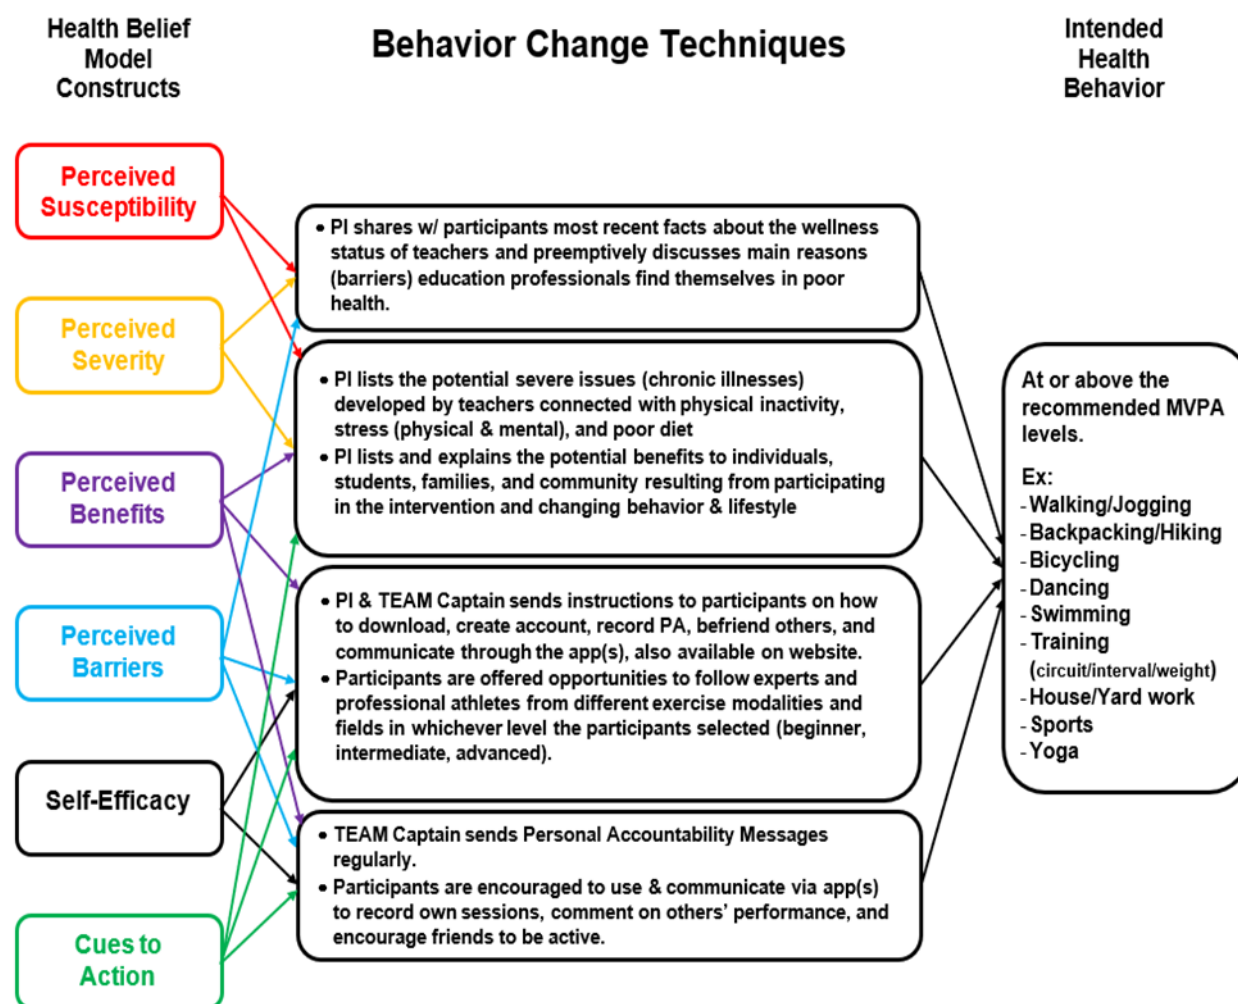 Health Belief
Model
Constructs
Behavior Change Techniques
Intended
Health
Behavior
Perceived
Susceptibility
Perceived
Severity
Perceived
Benefits
Perceived
Barriers
Self-Efficacy
Cues to
Action
• PI shares w/ participants most recent facts about the wellness
status of teachers and preemptively discusses main reasons
(barriers) education professionals find themselves in poor
health.
• PI lists the potential severe issues (chronic illnesses)
developed by teachers connected with physical inactivity,
stress (physical & mental), and poor diet
• PI lists and explains the potential benefits to individuals,
students, families, and community resulting from participating
in the intervention and changing behavior & lifestyle
• PI & TEAM Captain sends instructions to participants on how
to download, create account, record PA, befriend others, and
communicate through the app(s), also available on website.
• Participants are offered opportunities to follow experts and
professional athletes from different exercise modalities and
fields in whichever level the participants selected (beginner,
intermediate, advanced).
• TEAM Captain sends Personal Accountability Messages
regularly.
• Participants are encouraged to use & communicate via app(s)
to record own sessions, comment on others' performance, and
encourage friends to be active.
At or above the
recommended MVPA
levels.
Ex:
- Walking/Jogging
- Backpacking/Hiking
- Bicycling
- Dancing
- Swimming
- Training
(circuit/interval/weight)
- House/Yard work
- Sports
- Yoga